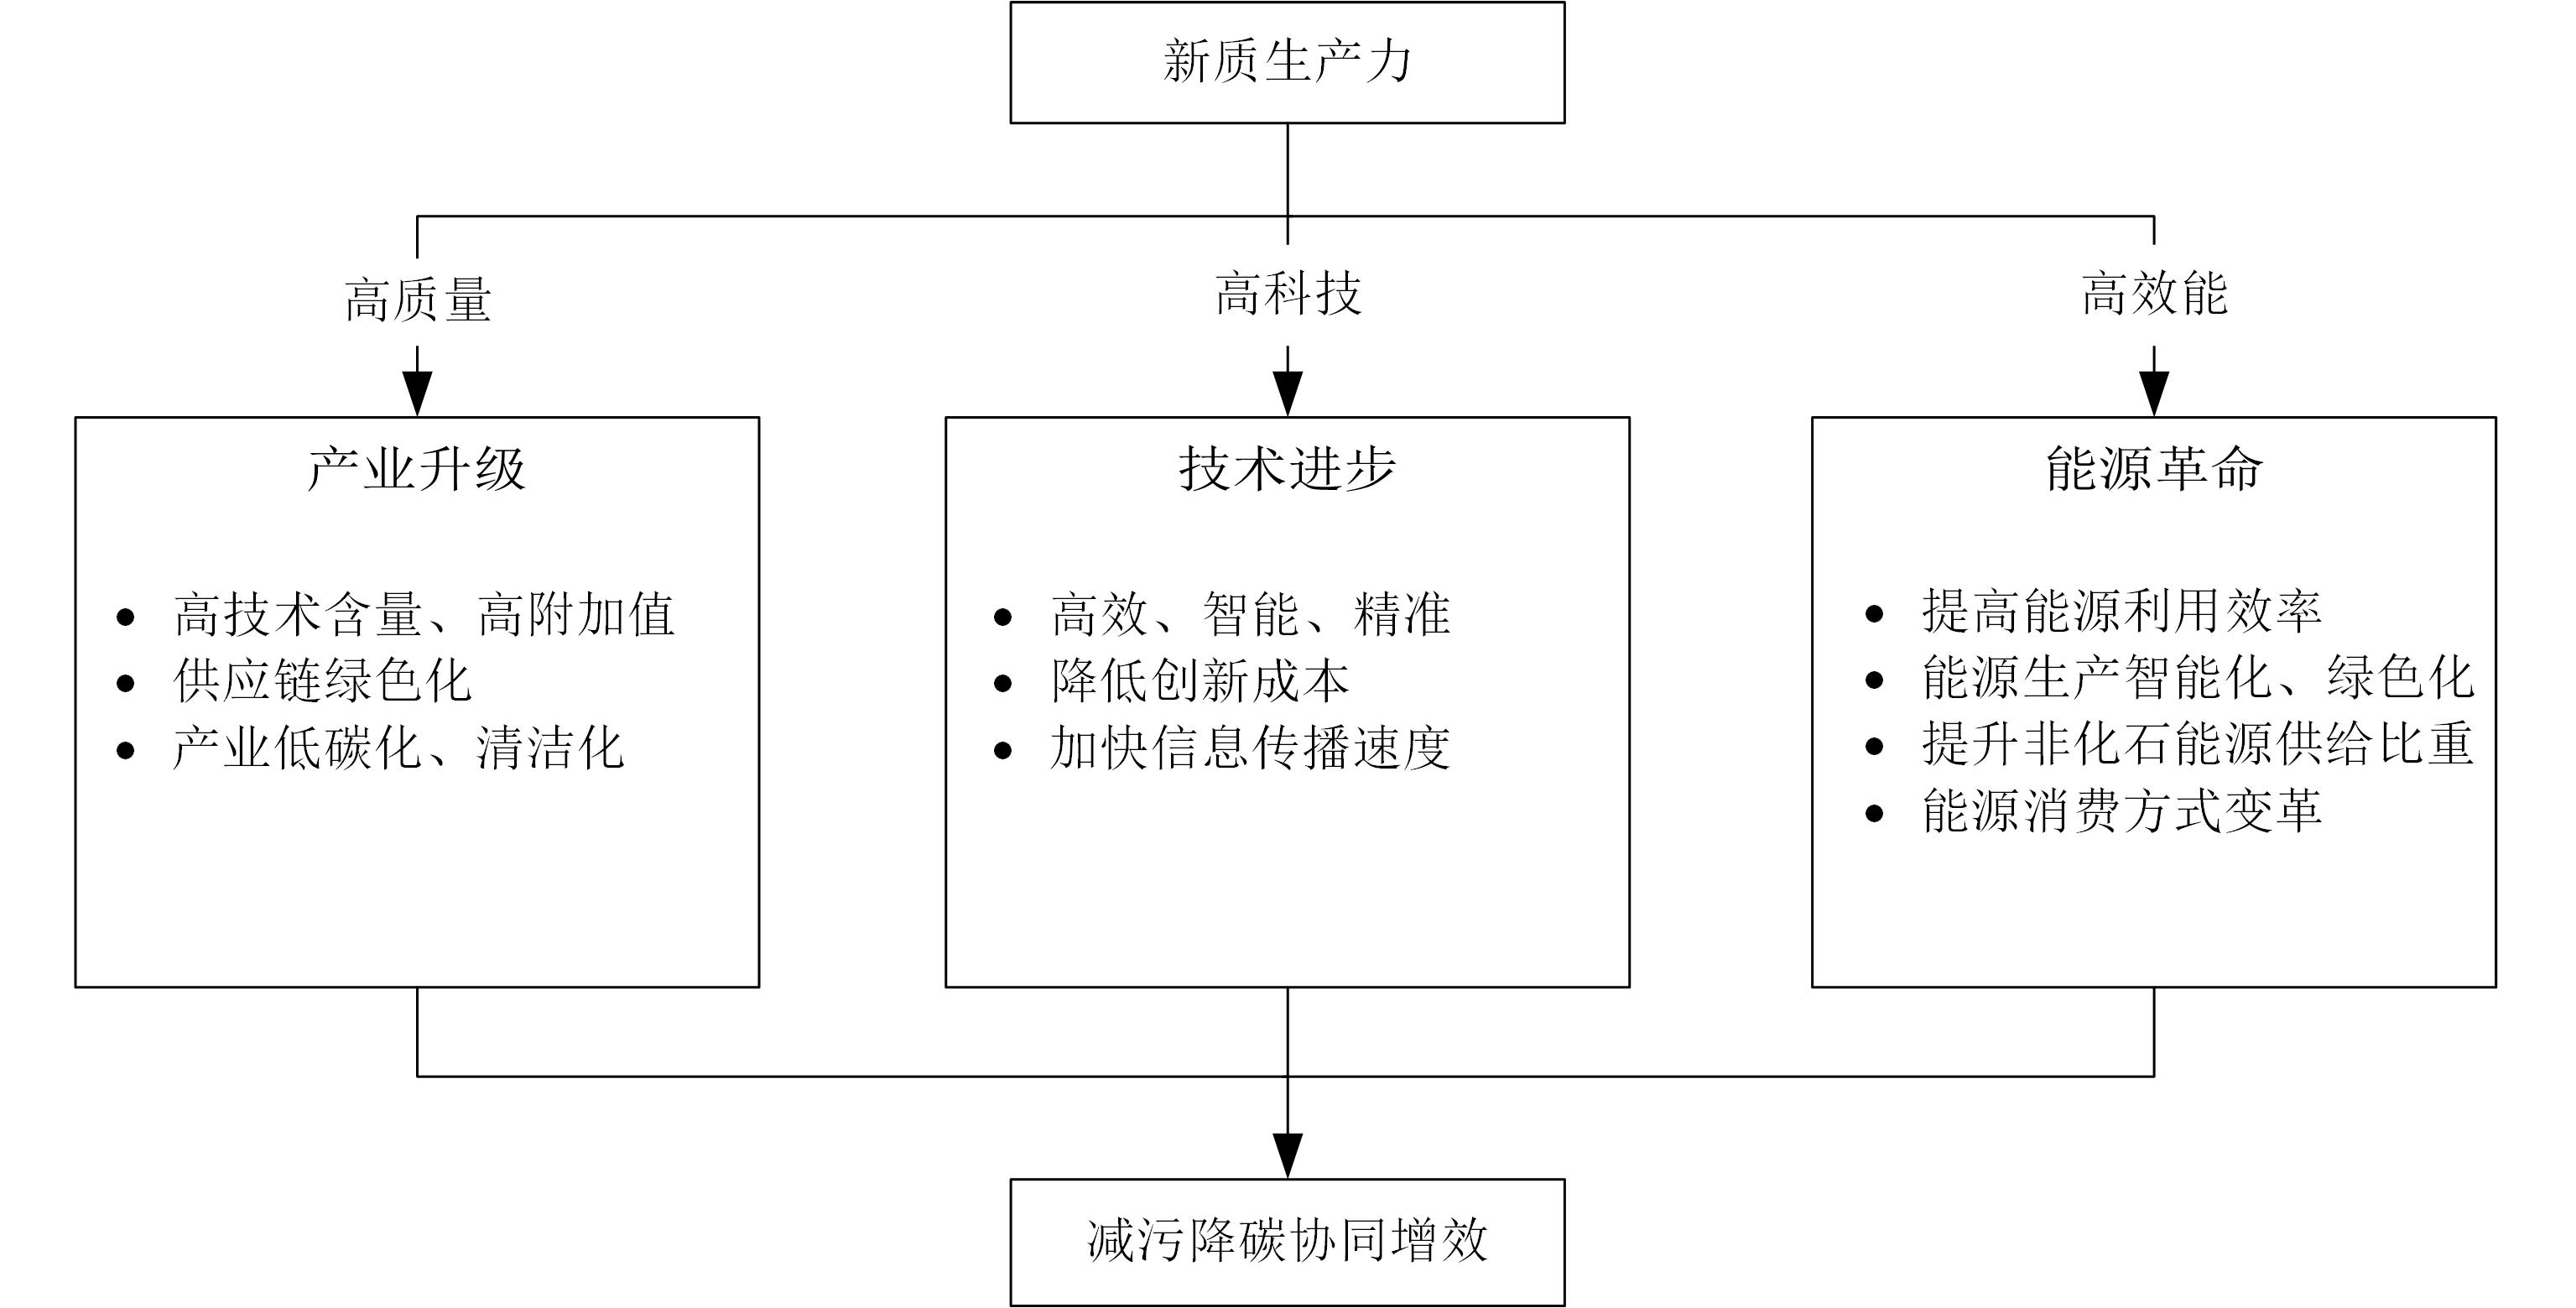 新质生产力
高质量
高科技
高效能
产业升级
• 高技术含量、高附加值
• 供应链绿色化
• 产业低碳化、清洁化
技术进步
• 高效、智能、精准
• 降低创新成本
• 加快信息传播速度
能源革命
• 提高能源利用效率
• 能源生产智能化、绿色化
• 提升非化石能源供给比重
• 能源消费方式变革
减污降碳协同增效